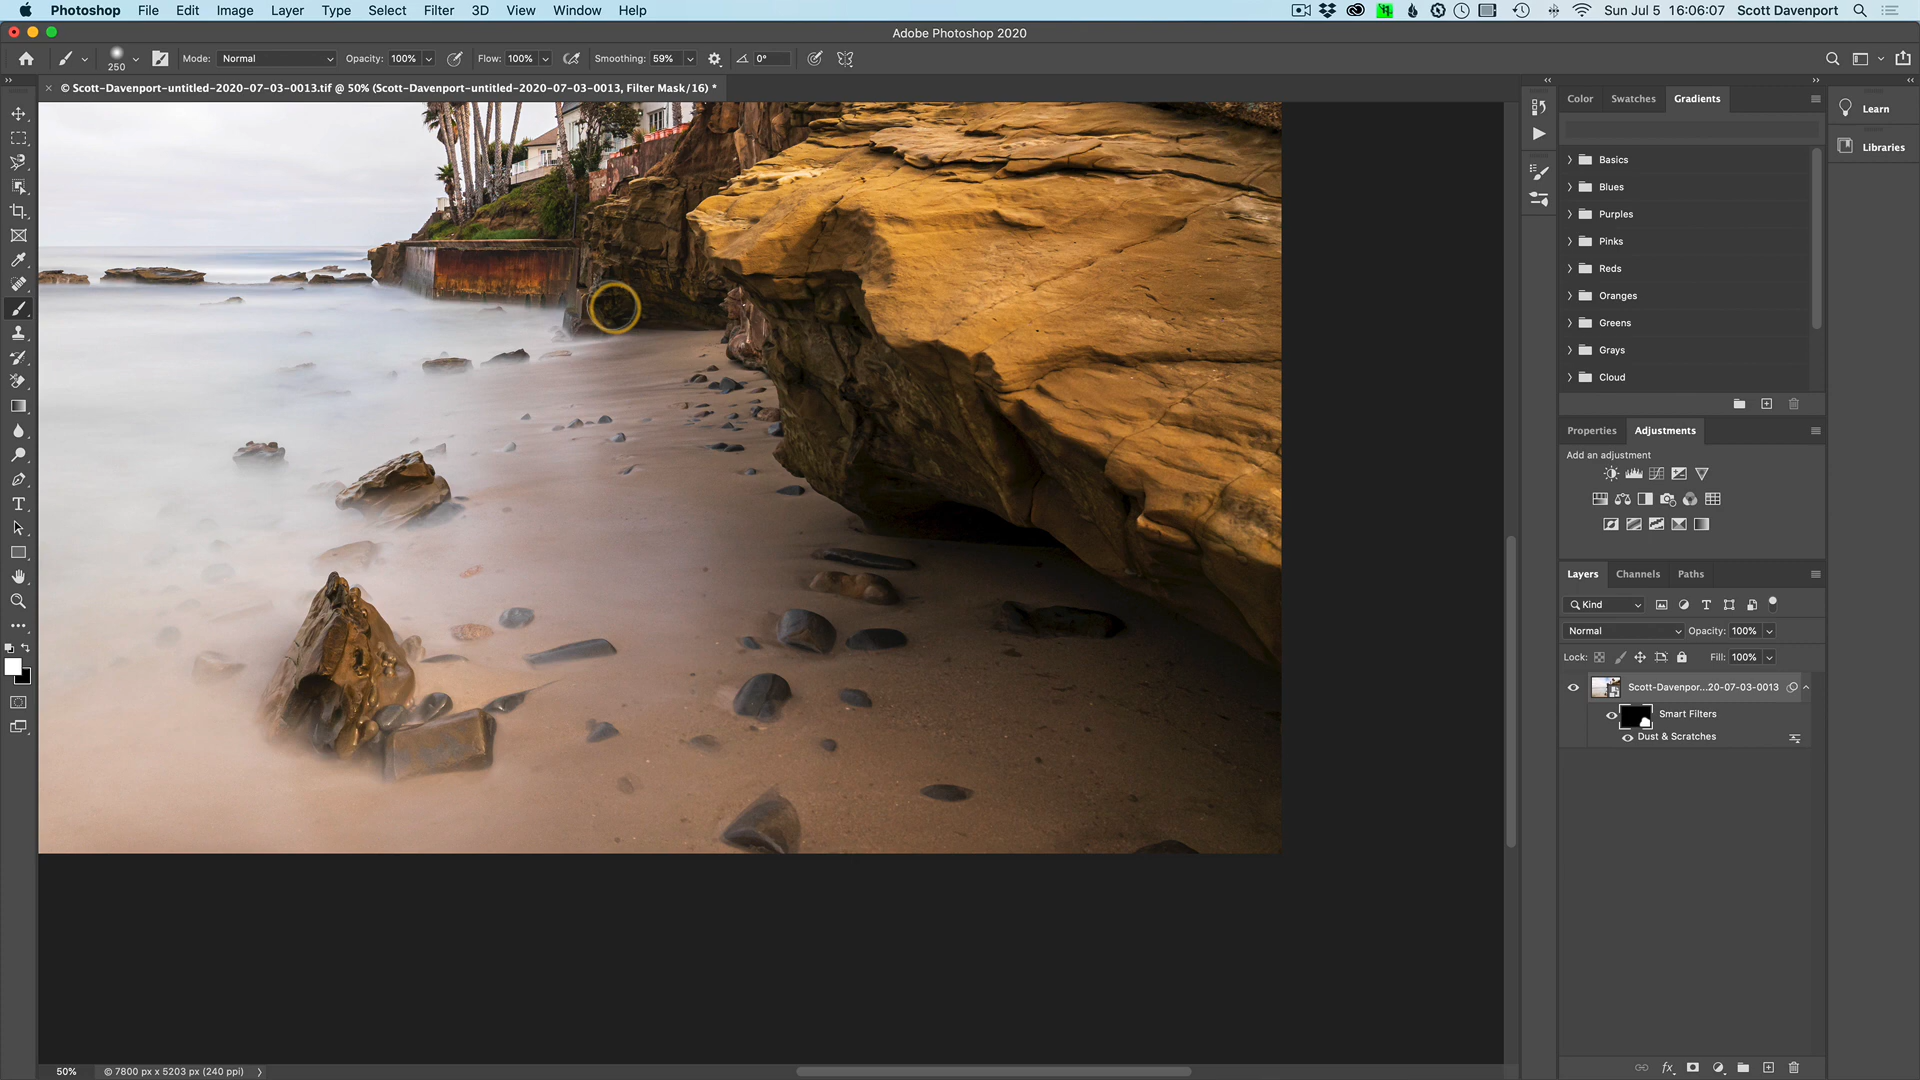 Photoshop File Edit Image Layer Type Select Filter 3D View Window Help Sun Jul 5 16:06:07 Scott Davenport
Adobe Photoshop 2020
250 Mode: Normal Opacity: 100% Flow: 100% Smoothing: 59% 0°
© Scott-Davenport-untitled-2020-07-03-0013.tif @ 50% (Scott-Davenport-untitled-2020-07-03-0013, Filter Mask/16) *
Color Swatches Gradients
Learn
Libraries
Basics
Blues
Purples
Pinks
Reds
Oranges
Greens
Grays
Cloud
Properties Adjustments
Add an adjustment
Layers Channels Paths
Kind
Normal Opacity: 100%
Lock: Fill: 100%
Scott-Davenpor...20-07-03-0013
Smart Filters
Dust & Scratches
50% © 7800 px x 5203 px (240 ppi)